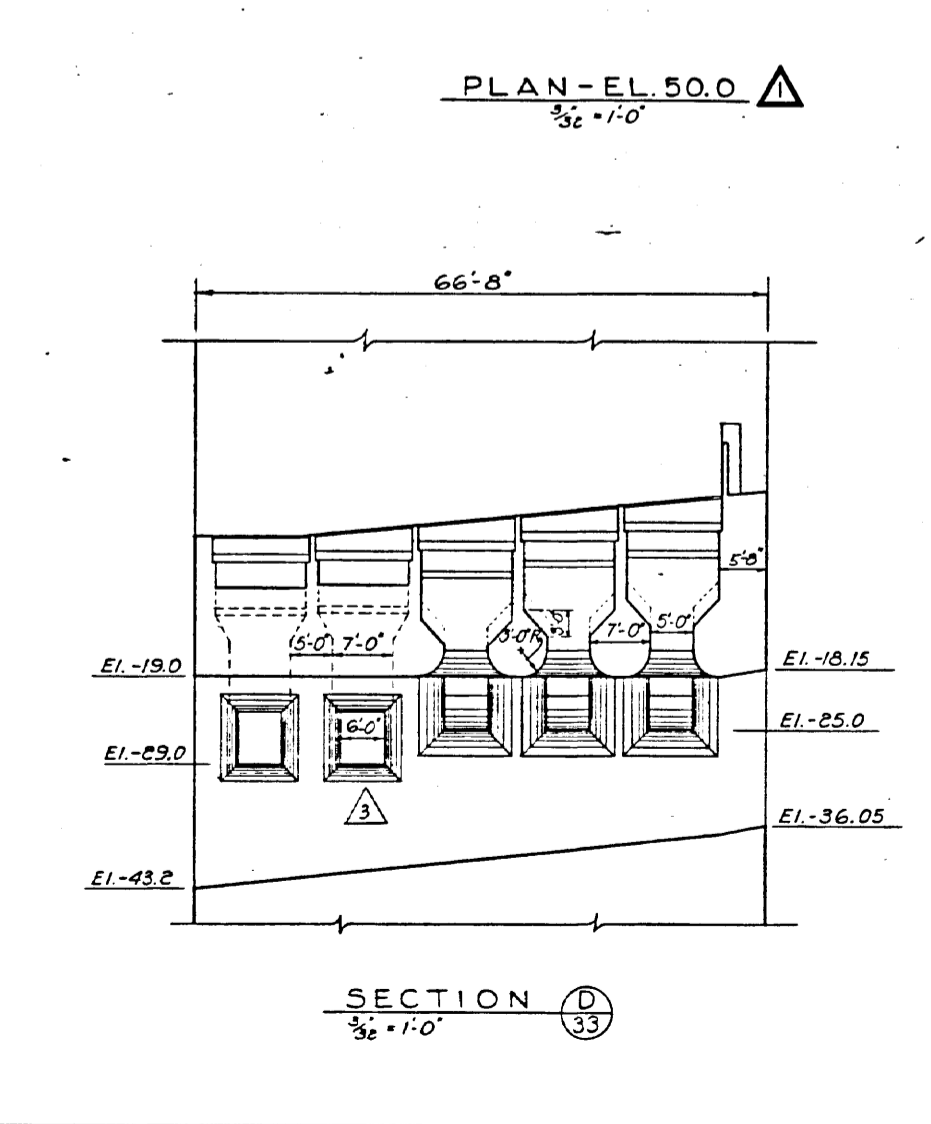 PLAN-EL.50.0 1
3/32" = 1'-0"
66'-8"
5'-8"
3'-0"
3'-0"R.
7'-0"
5'-0"
5'-0" 7'-0"
El.-19.0
El.-18.15
6'-0"
El.-25.0
El.-29.0
3
El.-36.05
El.-43.2
SECTION D
33
3/32" = 1'-0"